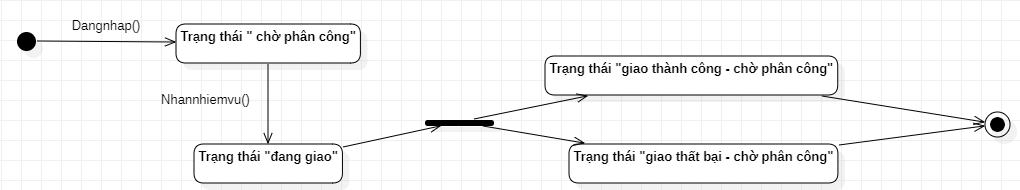 Dangnhap()
Trạng thái " chờ phân công"
Nhannhiemvu()
Trạng thái "đang giao"
Trạng thái "giao thành công - chờ phân công"
Trạng thái "giao thất bại - chờ phân công"